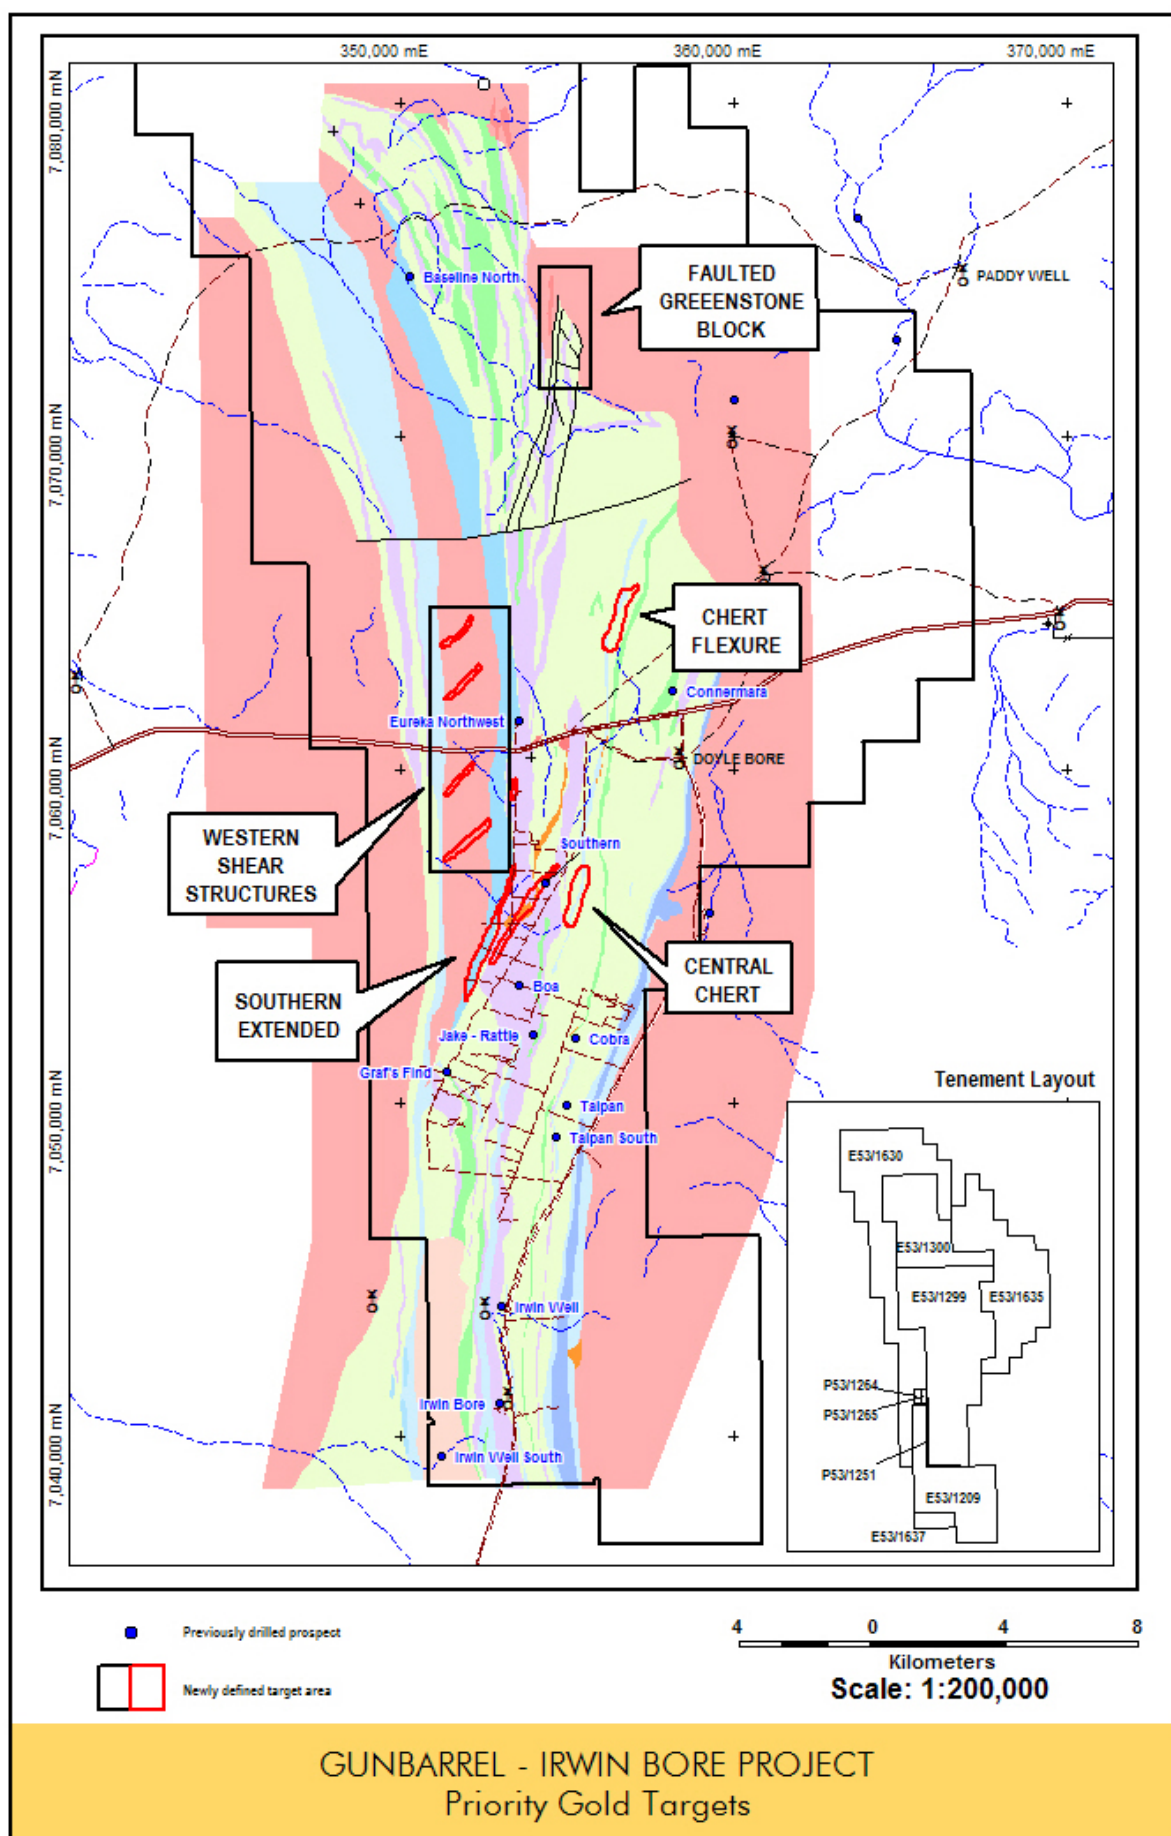 350,000 mE
360,000 mE
370,000 mE
7,080,000 mN
7,070,000 mN
7,060,000 mN
7,050,000 mN
7,040,000 mN
Baseline North
FAULTED
GREEENSTONE
BLOCK
PADDY WELL
CHERT
FLEXURE
Connermara
Eureka Northwest
DOYLE BORE
WESTERN
SHEAR
STRUCTURES
Southern
CENTRAL
CHERT
SOUTHERN
EXTENDED
Boa
Jake - Rattle
Cobra
Graf's Find
Taipan
Taipan South
Irwin Well
Irwin Bore
Irwin Well South
Tenement Layout
E53/1630
E53/1300
E53/1299
E53/1635
P53/1264
P53/1265
P53/1251
E53/1209
E53/1637
Previously drilled prospect
Newly defined target area
4 0 4 8
Kilometers
Scale: 1:200,000
GUNBARREL - IRWIN BORE PROJECT
Priority Gold Targets